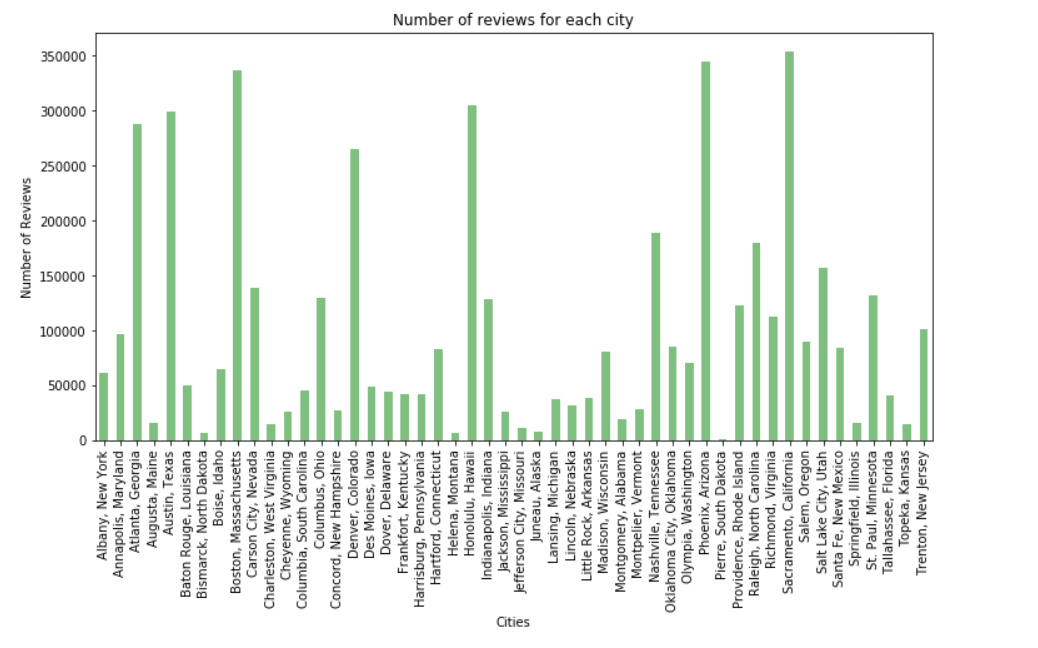 Number of reviews for each city
350000
300000
250000
200000
150000
100000
50000
0
Number of Reviews
Albany, New York
Annapolis, Maryland
Atlanta, Georgia
Augusta, Maine
Austin, Texas
Baton Rouge, Louisiana
Bismarck, North Dakota
Boise, Idaho
Boston, Massachusetts
Carson City, Nevada
Charleston, West Virginia
Cheyenne, Wyoming
Columbia, South Carolina
Columbus, Ohio
Concord, New Hampshire
Denver, Colorado
Des Moines, Iowa
Dover, Delaware
Frankfort, Kentucky
Harrisburg, Pennsylvania
Hartford, Connecticut
Helena, Montana
Honolulu, Hawaii
Indianapolis, Indiana
Jackson, Mississippi
Jefferson City, Missouri
Juneau, Alaska
Lansing, Michigan
Lincoln, Nebraska
Little Rock, Arkansas
Madison, Wisconsin
Montgomery, Alabama
Montpelier, Vermont
Nashville, Tennessee
Oklahoma City, Oklahoma
Olympia, Washington
Phoenix, Arizona
Pierre, South Dakota
Providence, Rhode Island
Raleigh, North Carolina
Richmond, Virginia
Sacramento, California
Salem, Oregon
Salt Lake City, Utah
Santa Fe, New Mexico
Springfield, Illinois
St. Paul, Minnesota
Tallahassee, Florida
Topeka, Kansas
Trenton, New Jersey
Cities